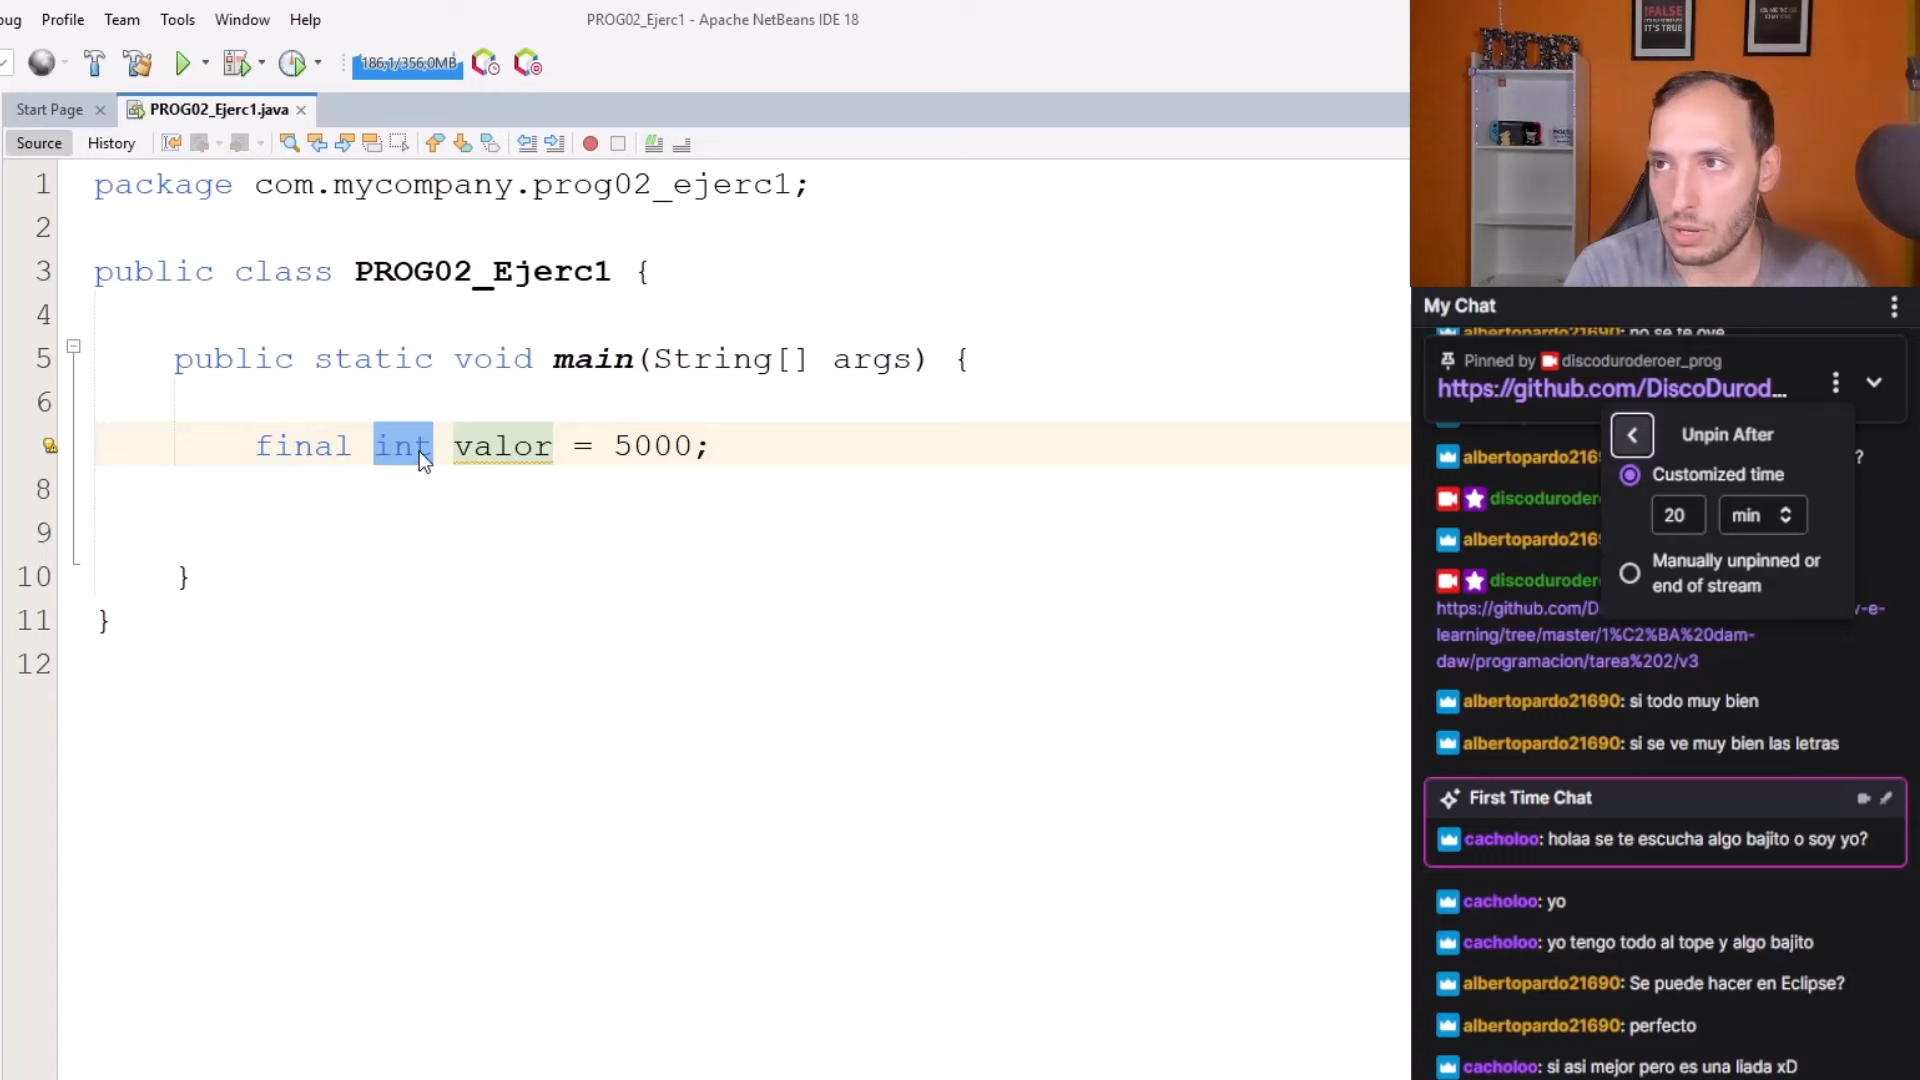 bug Profile Team Tools Window Help
PROG02_Ejerc1 - Apache NetBeans IDE 18
186,1/356,0MB
Start Page
PROG02_Ejerc1.java
Source History
1 package com.mycompany.prog02_ejerc1;
2
3 public class PROG02_Ejerc1 {
4
5 public static void main(String[] args) {
6
final int valor = 5000;
8
9
10 }
11 }
12
!FALSE
IT'S TRUE
My Chat
albertopardo21690: no se te oye
Pinned by discoduroderoer_prog
https://github.com/DiscoDurod...
Unpin After
Customized time
20 min
Manually unpinned or
end of stream
albertopardo2169
?
discoduroder
albertopardo2169
discoduroder
https://github.com/D
v-e-
learning/tree/master/1%C2%BA%20dam-
daw/programacion/tarea%202/v3
albertopardo21690: si todo muy bien
albertopardo21690: si se ve muy bien las letras
First Time Chat
cacholoo: holaa se te escucha algo bajito o soy yo?
cacholoo: yo
cacholoo: yo tengo todo al tope y algo bajito
albertopardo21690: Se puede hacer en Eclipse?
albertopardo21690: perfecto
cacholoo: si asi mejor pero es una liada xD